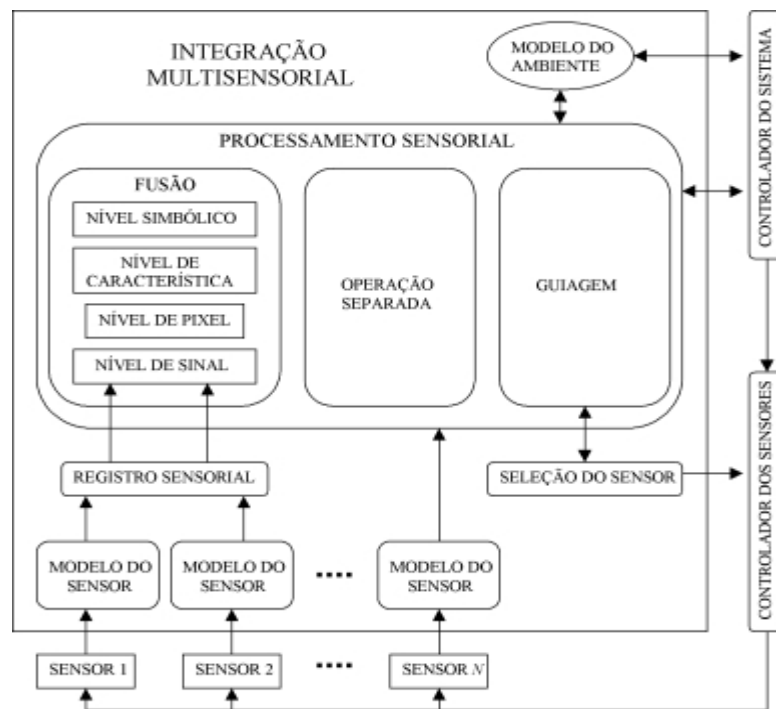 INTEGRAÇÃO
MULTISENSORIAL
MODELO DO
AMBIENTE
CONTROLADOR DO SISTEMA
PROCESSAMENTO SENSORIAL
FUSÃO
NÍVEL SIMBÓLICO
NÍVEL DE
CARACTERÍSTICA
NÍVEL DE PIXEL
NÍVEL DE SINAL
OPERAÇÃO
SEPARADA
GUIAGEM
CONTROLADOR DOS SENSORES
REGISTRO SENSORIAL
SELEÇÃO DO SENSOR
MODELO DO
SENSOR
MODELO DO
SENSOR
....
MODELO DO
SENSOR
SENSOR 1
SENSOR 2
....
SENSOR N